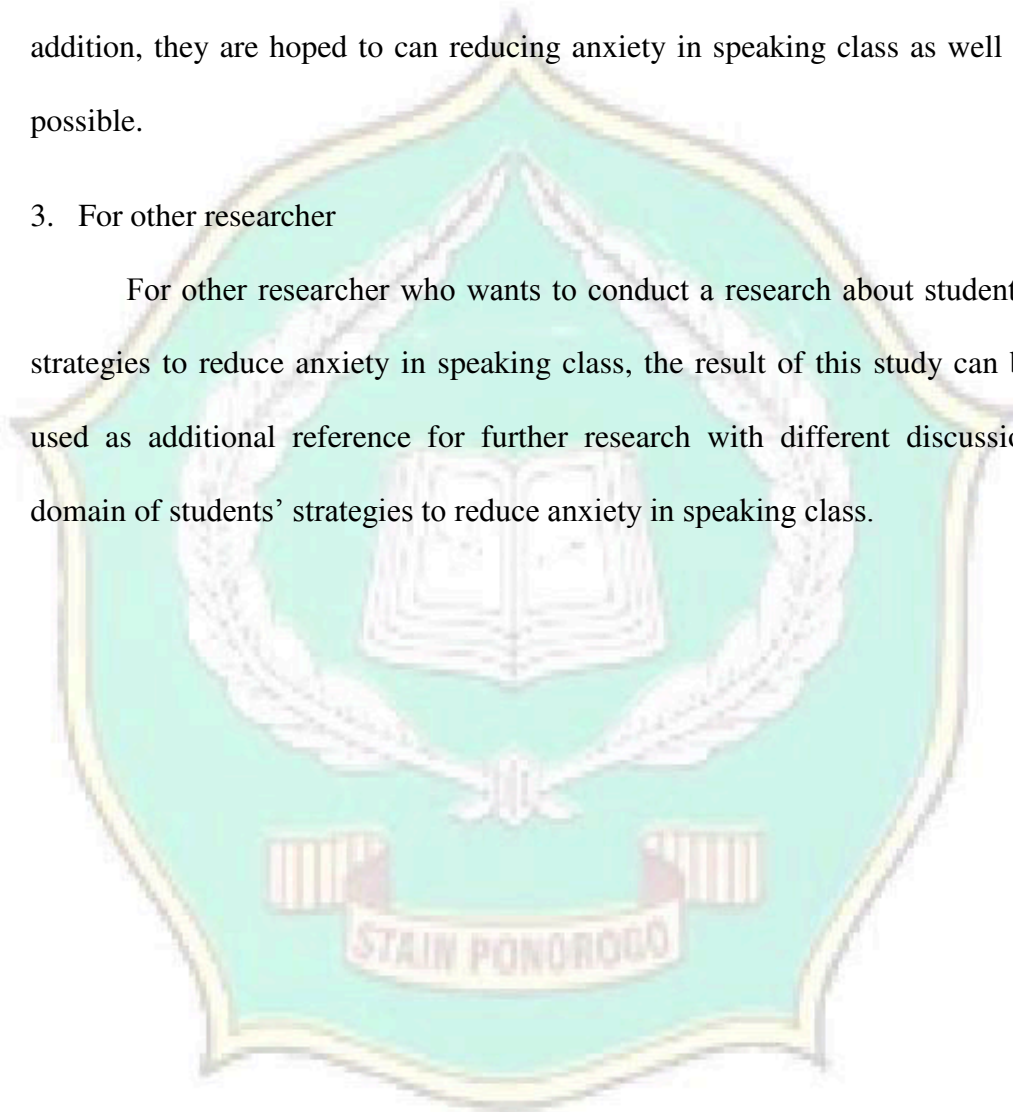 addition, they are hoped to can reducing anxiety in speaking class as well
possible.
3. For other researcher
For other researcher who wants to conduct a research about student
strategies to reduce anxiety in speaking class, the result of this study can b
used as additional reference for further research with different discussio
domain of students’ strategies to reduce anxiety in speaking class.
STAIN PONOROGO